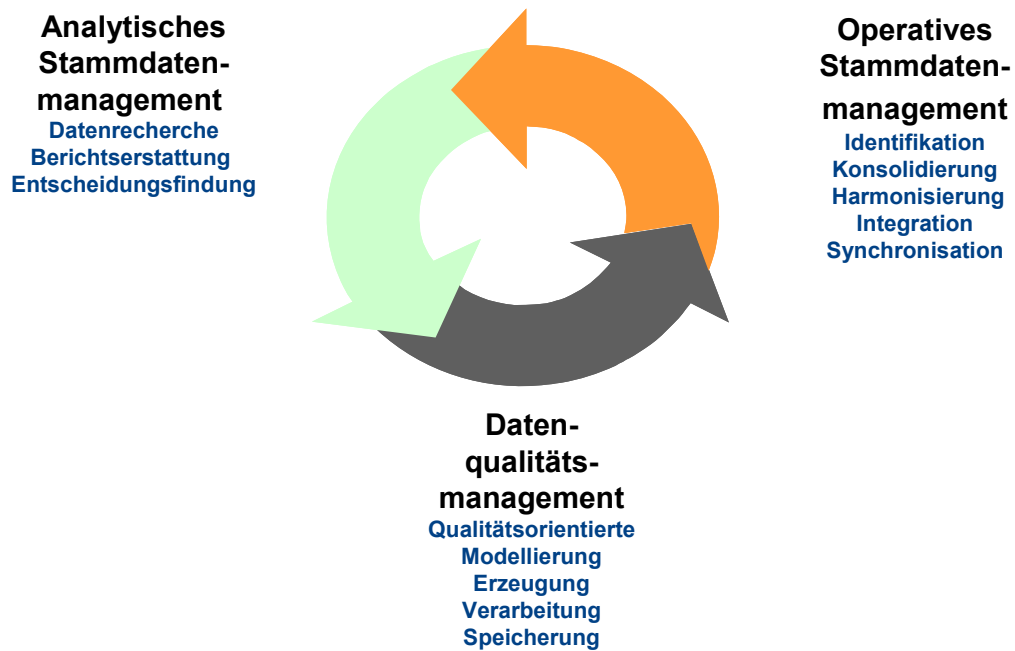 Analytisches
Stammdaten-
management
Datenrecherche
Berichtserstattung
Entscheidungsfindung
Operatives
Stammdaten-
management
Identifikation
Konsolidierung
Harmonisierung
Integration
Synchronisation
Daten-
qualitäts-
management
Qualitätsorientierte
Modellierung
Erzeugung
Verarbeitung
Speicherung